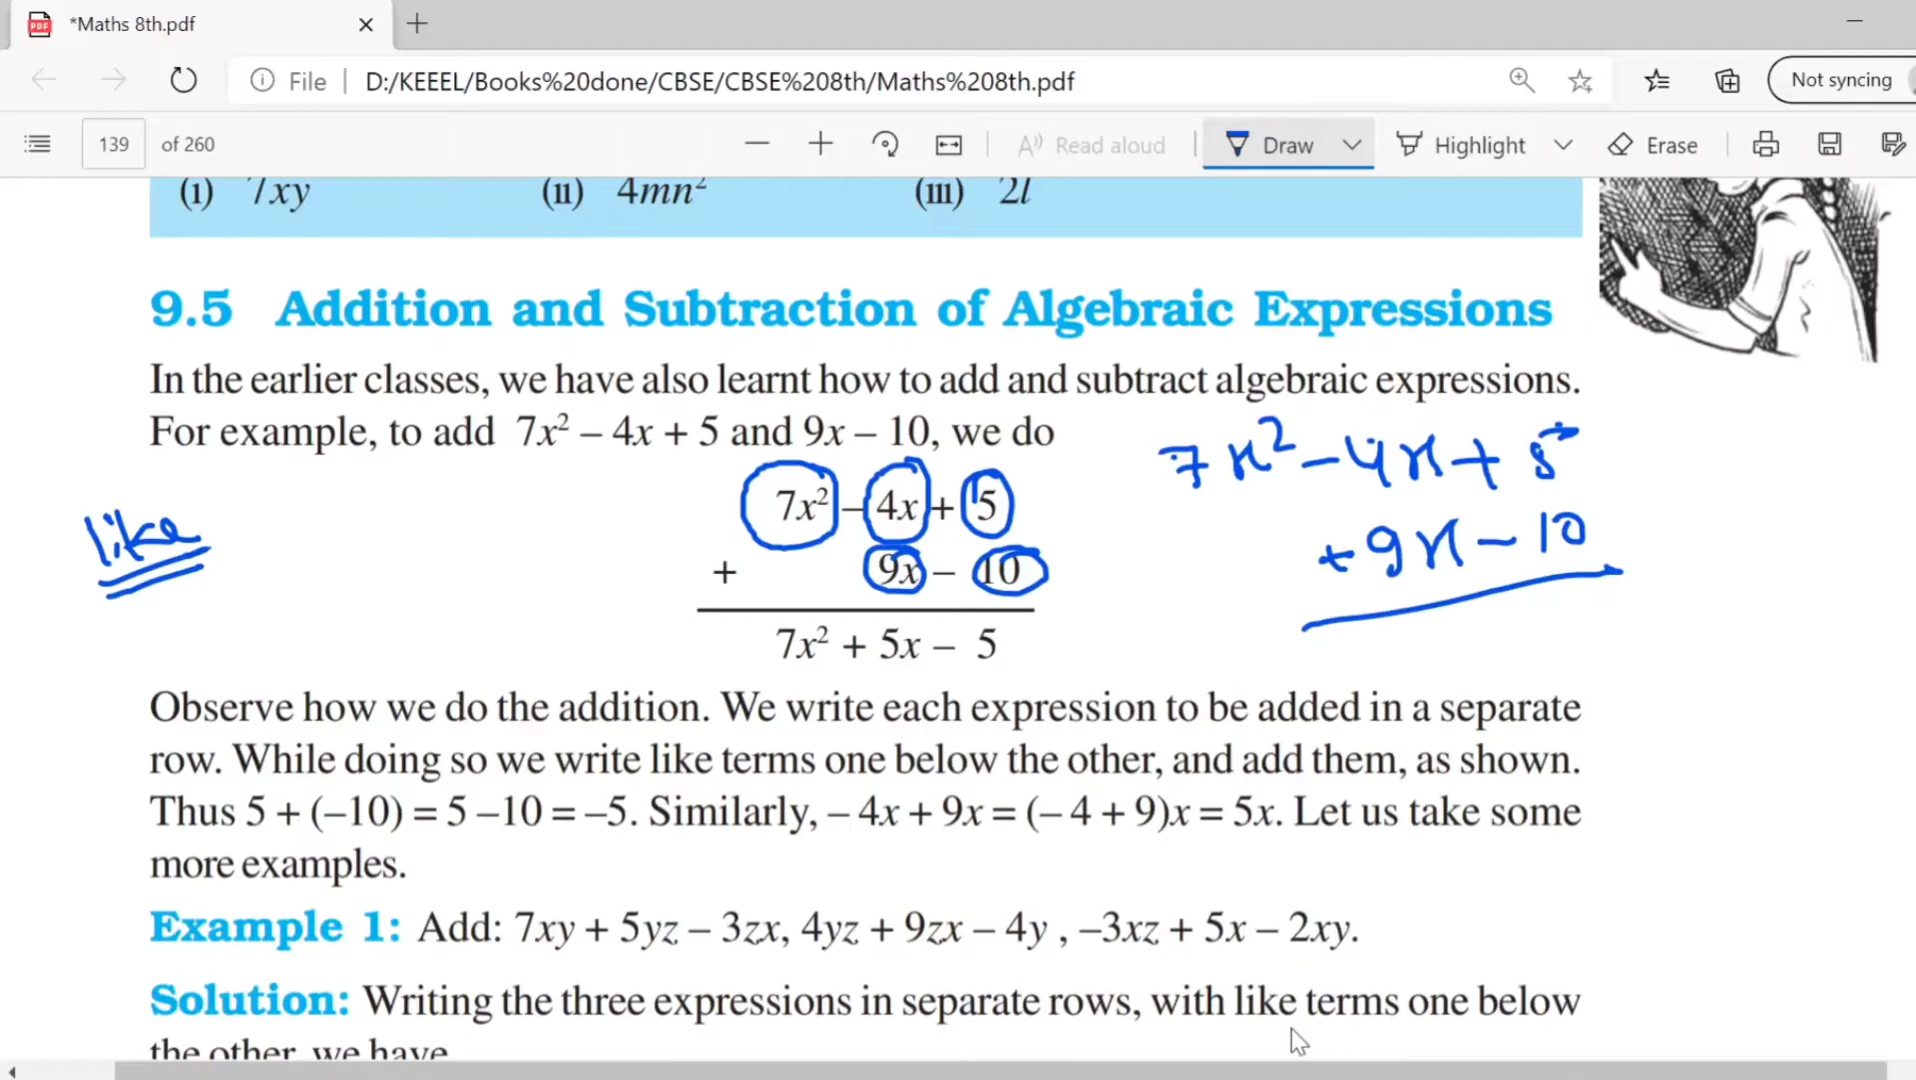 *Maths 8th.pdf
File | D:/KEEEL/Books%20done/CBSE/CBSE%208th/Maths%208th.pdf
Not syncing
139 of 260
Read aloud
Draw
Highlight
Erase
(i) 7xy (ii) 4mn² (iii) 2l
9.5 Addition and Subtraction of Algebraic Expressions
In the earlier classes, we have also learnt how to add and subtract algebraic expressions.
For example, to add 7x² – 4x + 5 and 9x – 10, we do
7x² – 4x + 5
7x² – 4x + 5
like
+ 9x – 10
+ 9x – 10
7x² + 5x – 5
Observe how we do the addition. We write each expression to be added in a separate
row. While doing so we write like terms one below the other, and add them, as shown.
Thus 5 + (–10) = 5 –10 = –5. Similarly, – 4x + 9x = (– 4 + 9)x = 5x. Let us take some
more examples.
Example 1: Add: 7xy + 5yz – 3zx, 4yz + 9zx – 4y , –3xz + 5x – 2xy.
Solution: Writing the three expressions in separate rows, with like terms one below
the other, we have